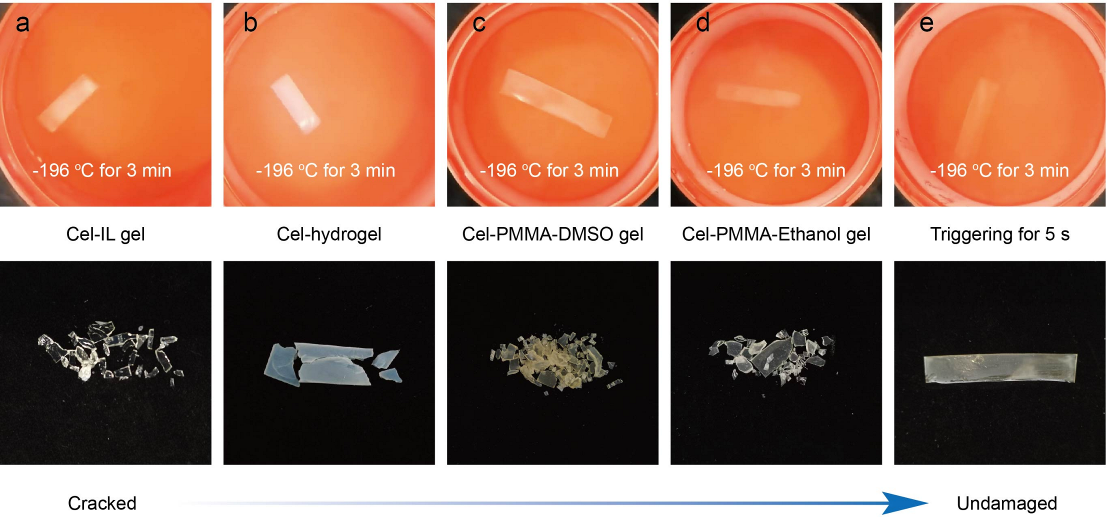 a
b
c
d
e
-196 °C for 3 min
-196 °C for 3 min
-196 °C for 3 min
-196 °C for 3 min
-196 °C for 3 min
Cel-IL gel
Cel-hydrogel
Cel-PMMA-DMSO gel
Cel-PMMA-Ethanol gel
Triggering for 5 s
Cracked
Undamaged